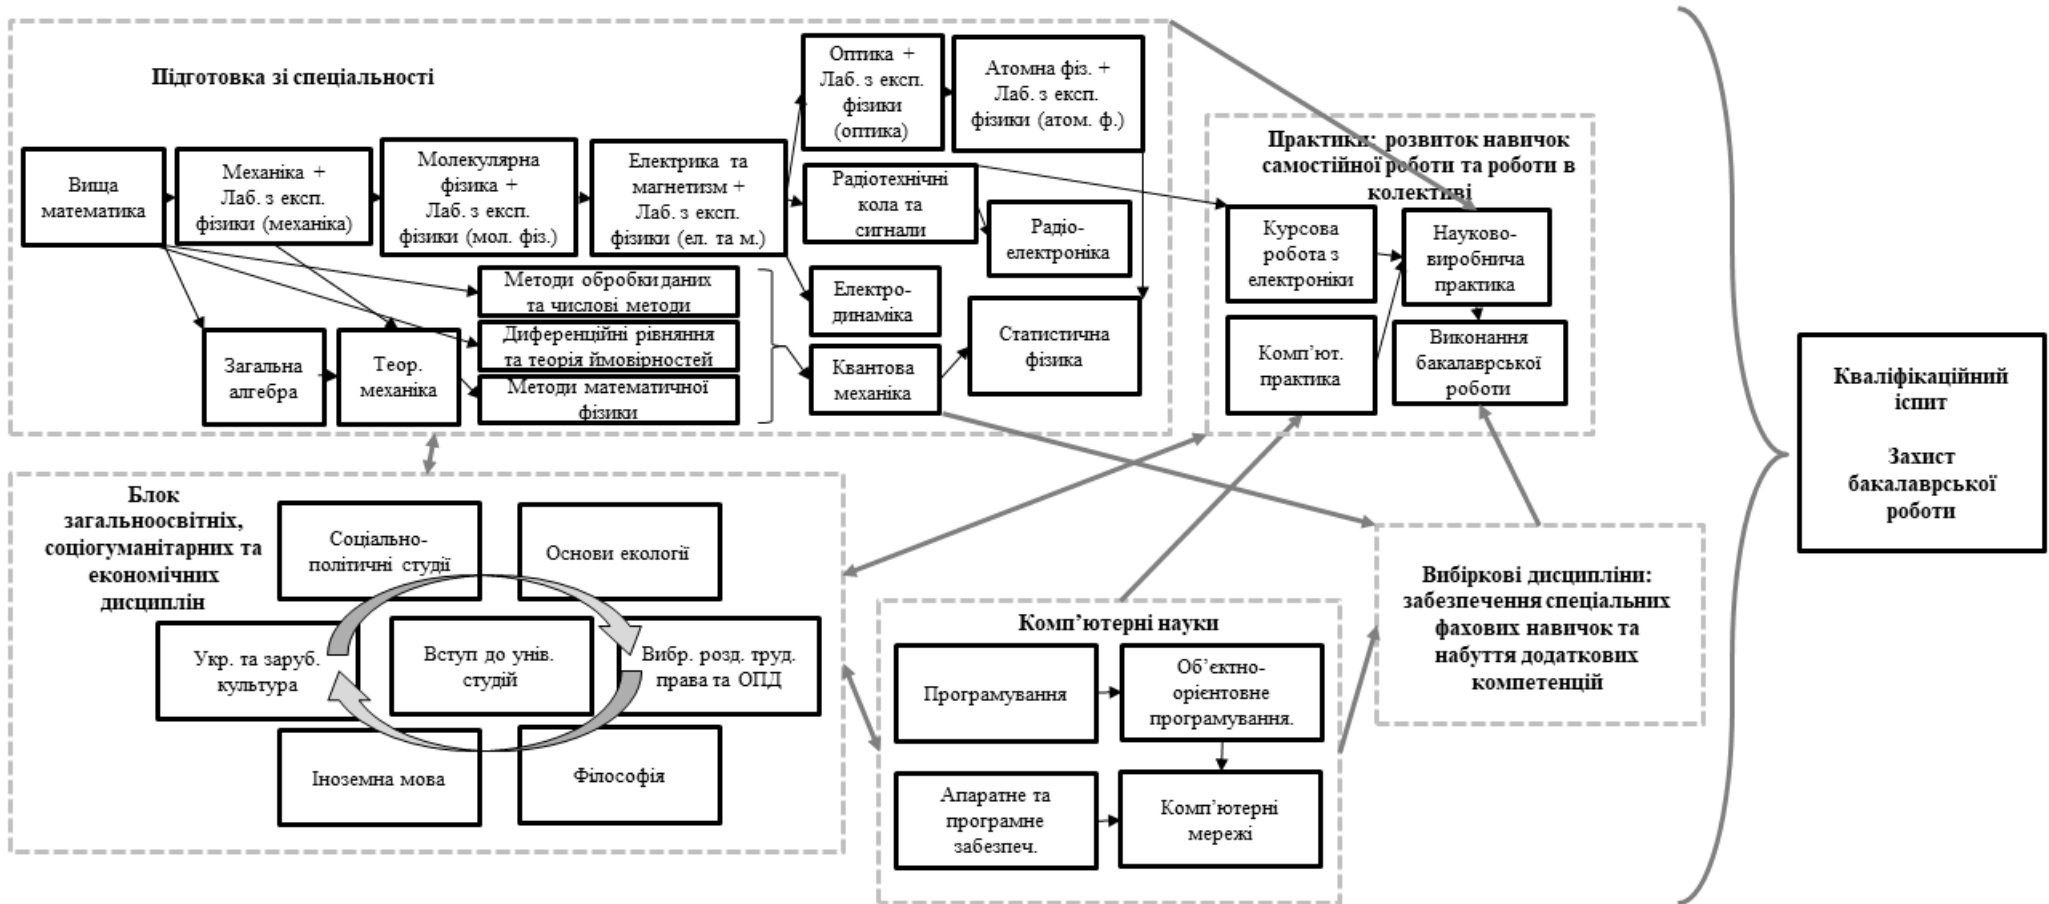 Підготовка зі спеціальності
Вища
математика
Механіка +
Лаб. з експ.
фізики (механіка)
Молекулярна
фізика +
Лаб. з експ.
фізики (мол. фіз.)
Електрика та
магнетизм +
Лаб. з експ.
фізики (ел. та м.)
Оптика +
Лаб. з експ.
фізики
(оптика)
Атомна фіз. +
Лаб. з експ.
фізики (атом. ф.)
Радіотехнічні
кола та
сигнали
Радіо-
електроніка
Методи обробки даних
та числові методи
Диференційні рівняння
та теорія ймовірностей
Методи математичної
фізики
Загальна
алгебра
Теор.
механіка
Електро-
динаміка
Квантова
механіка
Статистична
фізика
Практики: розвиток навичок
самостійної роботи та роботи в
колективі
Курсова
робота з
електроніки
Науково-
виробнича
практика
Комп’ют.
практика
Виконання
бакалаврської
роботи
Кваліфікаційний
іспит
Захист
бакалаврської
роботи
Блок
загальноосвітніх,
соціогуманітарних та
економічних
дисциплін
Соціально-
політичні студії
Основи екології
Укр. та заруб.
культура
Вступ до унів.
студій
Вибр. розд. труд.
права та ОПД
Іноземна мова
Філософія
Комп’ютерні науки
Програмування
Об’єктно-
орієнтовне
програмування.
Апаратне та
програмне
забезпеч.
Комп’ютерні
мережі
Вибіркові дисципліни:
забезпечення спеціальних
фахових навичок та
набуття додаткових
компетенцій